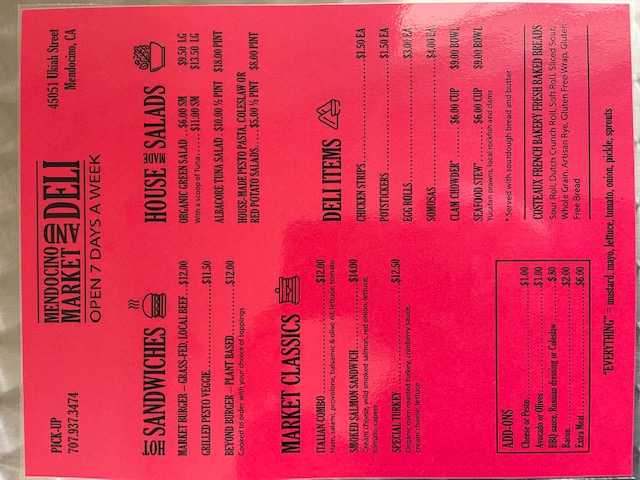 PICK-UP
707.937.3474
MENDOCINO
MARKET DELI
OPEN 7 DAYS A WEEK
45051 Ukiah Street
Mendocino, CA
HOT SANDWICHES
MARKET BURGER – GRASS-FED, LOCAL BEEF ...$12.00
GRILLED PESTO VEGGIE.....................$11.50
BEYOND BURGER – PLANT BASED..............$12.00
Cooked to order with your choice of toppings
MARKET CLASSICS
ITALIAN COMBO............................$12.00
Ham, salami, provolone, balsamic & olive oil, lettuce, tomato
SMOKED SALMON SANDWICH...................$14.00
Cream cheese, wild smoked salmon, red onion, lettuce,
tomato, capers
SPECIAL TURKEY...........................$12.50
Organic oven roasted turkey, cranberry sauce,
cream cheese, lettuce
ADD-ONS
Cheese or Pesto..........................$1.00
Avocado or Olives........................$1.00
BBQ sauce, Russian dressing or Coleslaw..$.80
Bacon....................................$2.00
Extra Meat...............................$6.00
HOUSE MADE SALADS
ORGANIC GREEN SALAD ...$6.00 SM $9.50 LG
With a scoop of Tuna........$11.00 SM $13.50 LG
ALBACORE TUNA SALAD ..$10.00 ½ PINT $18.00 PINT
HOUSE-MADE PESTO PASTA, COLESLAW OR
RED POTATO SALADS....$5.00 ½ PINT $8.00 PINT
DELI ITEMS
CHICKEN STRIPS...........................$1.50 EA
POTSTICKERS..............................$1.50 EA
EGG ROLLS................................$3.00 EA
SOMOSAS..................................$4.00 EA
CLAM CHOWDER*............$6.00 CUP $9.00 BOWL
SEAFOOD STEW*............$6.00 CUP $9.00 BOWL
Yucatan prawns, local rockfish and clams
* Served with sourdough bread and butter
COSTEAUX FRENCH BAKERY FRESH BAKED BREADS
Sour Roll, Dutch Crunch Roll, Soft Roll, Sliced Sour,
Whole Grain, Artisan Rye, Gluten Free Wrap, Gluten
Free Bread
"EVERYTHING" = mustard, mayo, lettuce, tomato, onion, pickle, sprouts